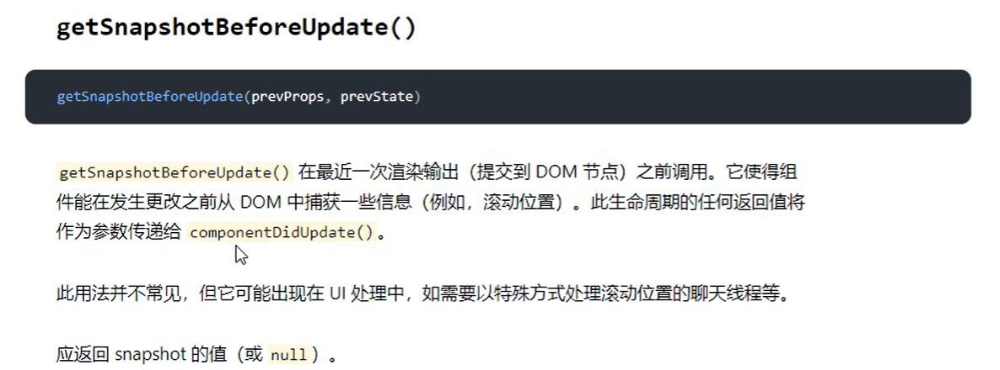 getSnapshotBeforeUpdate()
getSnapshotBeforeUpdate(prevProps, prevState)
getSnapshotBeforeUpdate() 在最近一次渲染输出（提交到 DOM 节点）之前调用。它使得组
件能在发生更改之前从 DOM 中捕获一些信息（例如，滚动位置）。此生命周期的任何返回值将
作为参数传递给 componentDidUpdate()。
此用法并不常见，但它可能出现在 UI 处理中，如需要以特殊方式处理滚动位置的聊天线程等。
应返回 snapshot 的值（或 null）。